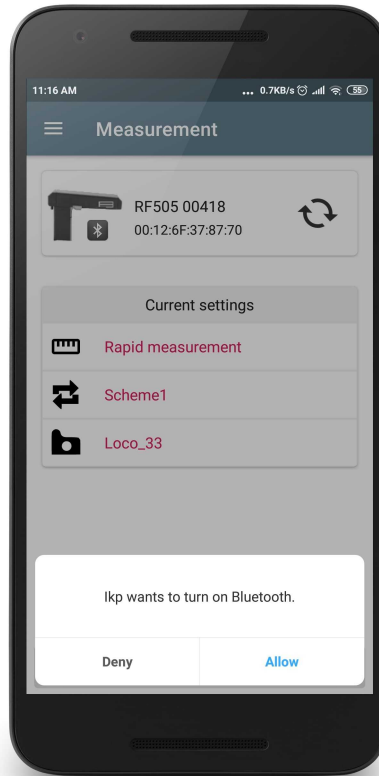 11:16 AM
... 0.7KB/s 55
Measurement
RF505 00418
00:12:6F:37:87:70
Current settings
Rapid measurement
Scheme1
Loco_33
Ikp wants to turn on Bluetooth.
Deny Allow